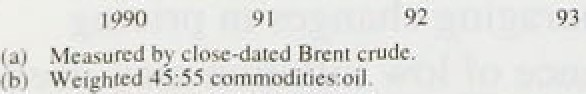 1990 91 92 93
(a) Measured by close-dated Brent crude.
(b) Weighted 45:55 commodities:oil.